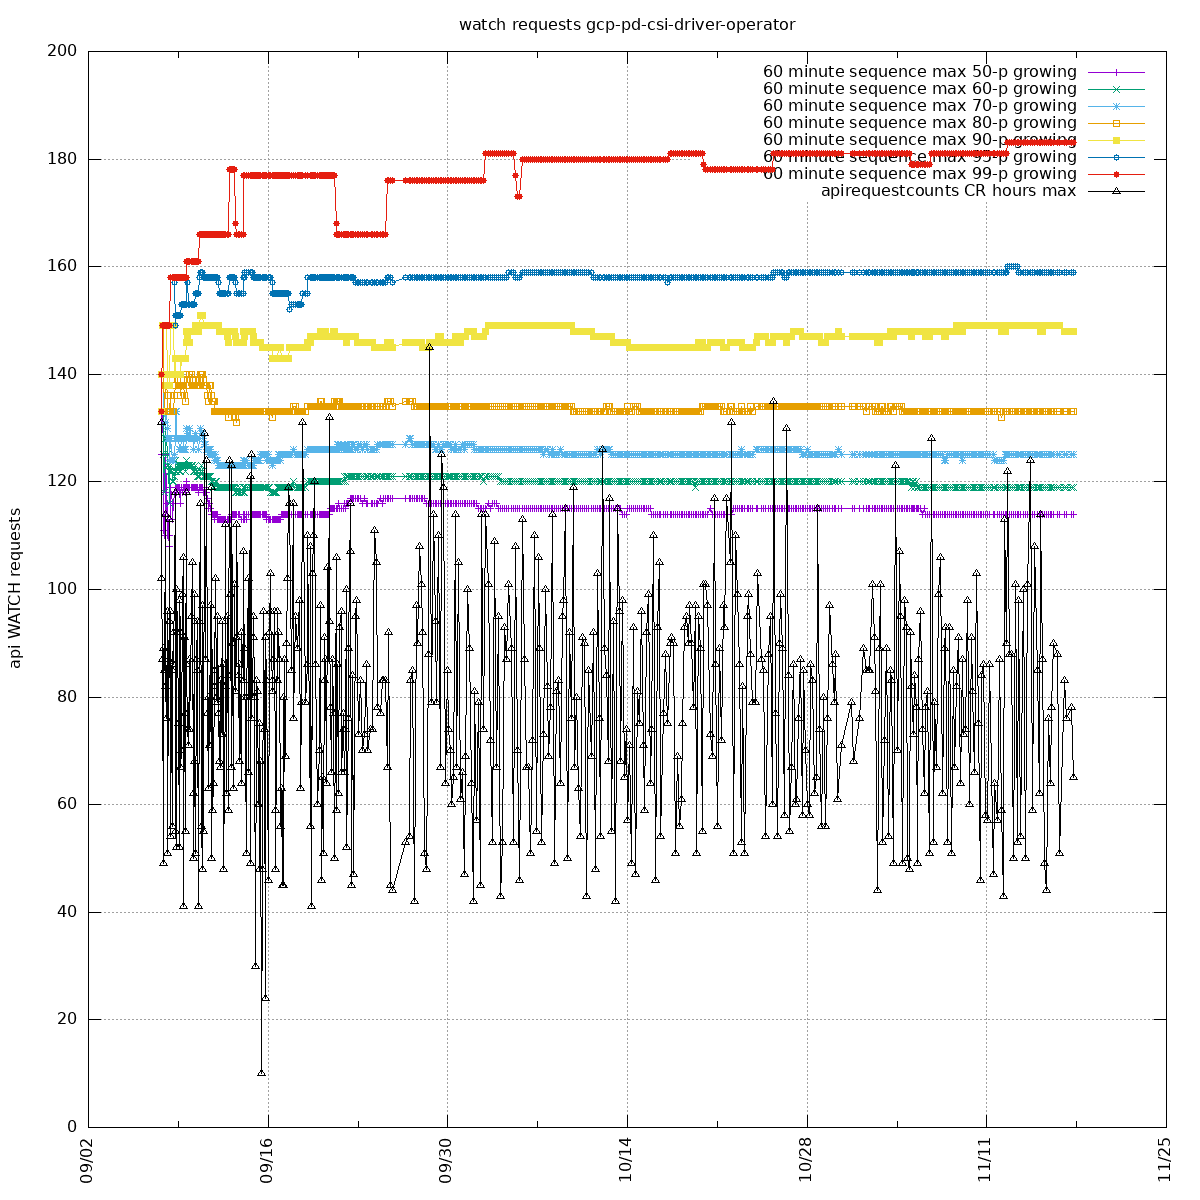 watch requests gcp-pd-csi-driver-operator
200
180
160
140
120
100
80
60
40
20
0
api WATCH requests
60 minute sequence max 50-p growing
60 minute sequence max 60-p growing
60 minute sequence max 70-p growing
60 minute sequence max 80-p growing
60 minute sequence max 90-p growing
60 minute sequence max 95-p growing
60 minute sequence max 99-p growing
apirequestcounts CR hours max
09/02
09/16
09/30
10/14
10/28
11/11
11/25